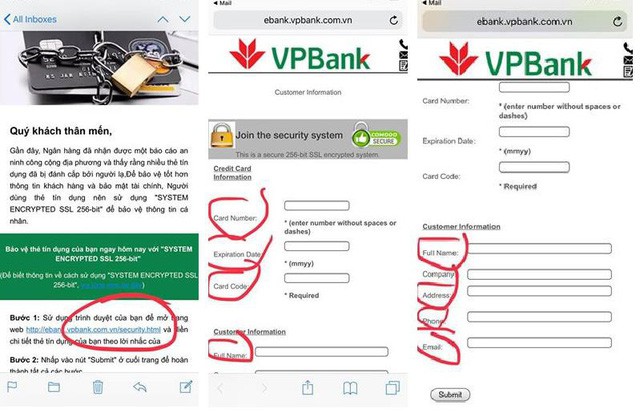 All Inboxes
Quý khách thân mến,
Gần đây, Ngân hàng đã nhận được một báo cáo an
ninh công cộng địa phương và thấy rằng nhiều thẻ tín
dụng đã bị đánh cắp bởi người lạ,Để bảo vệ tốt hơn
thông tin khách hàng và bảo mật tài chính, Người
dùng thẻ tín dụng nên sử dụng "SYSTEM
ENCRYPTED SSL 256-bit" để bảo vệ thông tin cá
nhân.
Bảo vệ thẻ tín dụng của bạn ngay hôm nay với "SYSTEM
ENCRYPTED SSL 256-bit"
(Để biết thông tin về cách sử dụng "SYSTEM ENCRYPTED SSL
256-bit",
Bước 1: Sử dụng trình duyệt của bạn để mở trang
web http://ebank.vpbank.com.vn/security.html và điền
chi tiết thẻ tín dụng của bạn theo lời nhắc của
Bước 2: Nhấp vào nút "Submit" ở cuối trang để hoàn
thành tất cả các bước.
Mail
ebank.vpbank.com.vn
VPBank
Customer Information
Join the security system
COMODO
SECURE
This is a secure 256-bit SSL encrypted system.
Credit Card
Information
Card Number:
* (enter number without spaces or
dashes)
Expiration Date:
* (mmyy)
Card Code:
* Required
Customer Information
Full Name:
Mail
ebank.vpbank.com.vn
VPBank
Card Number:
* (enter number without spaces or
dashes)
Expiration Date:
* (mmyy)
Card Code:
* Required
Customer Information
Full Name:
Company:
Address:
Phone:
Email:
Submit